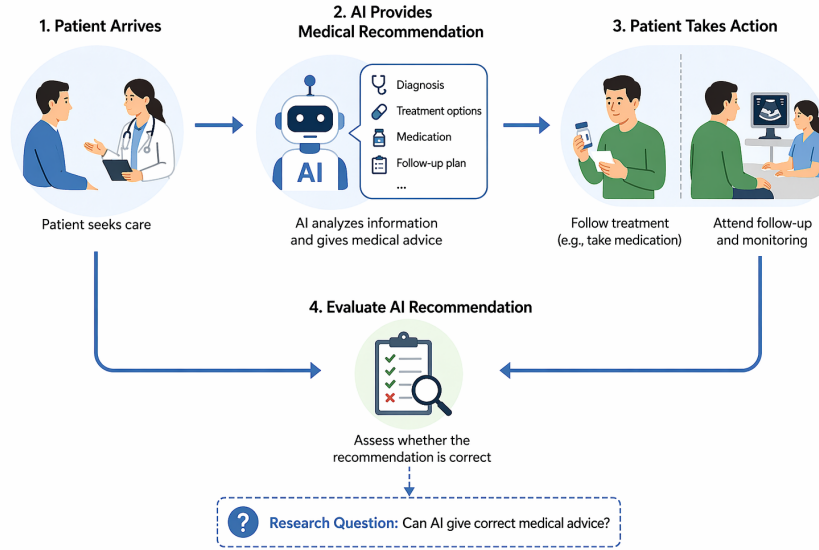 1. Patient Arrives
Patient seeks care
2. AI Provides
Medical Recommendation
AI
Diagnosis
Treatment options
Medication
Follow-up plan
...
AI analyzes information
and gives medical advice
3. Patient Takes Action
Follow treatment
(e.g., take medication)
Attend follow-up
and monitoring
4. Evaluate AI Recommendation
Assess whether the
recommendation is correct
? Research Question: Can AI give correct medical advice?